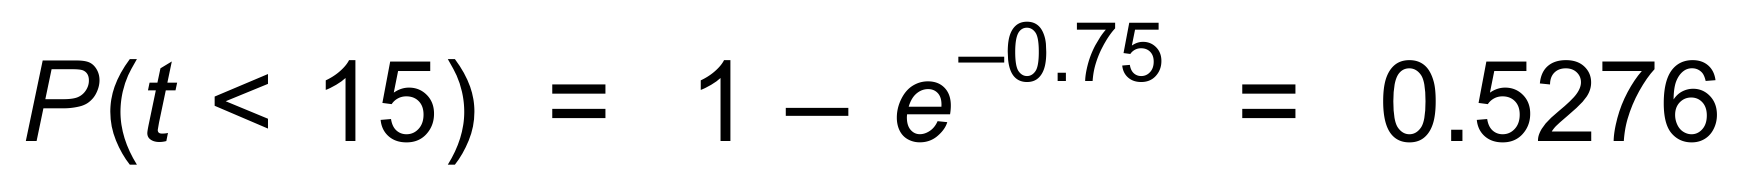 P(t < 15) = 1 – e^{–0.75} = 0.5276